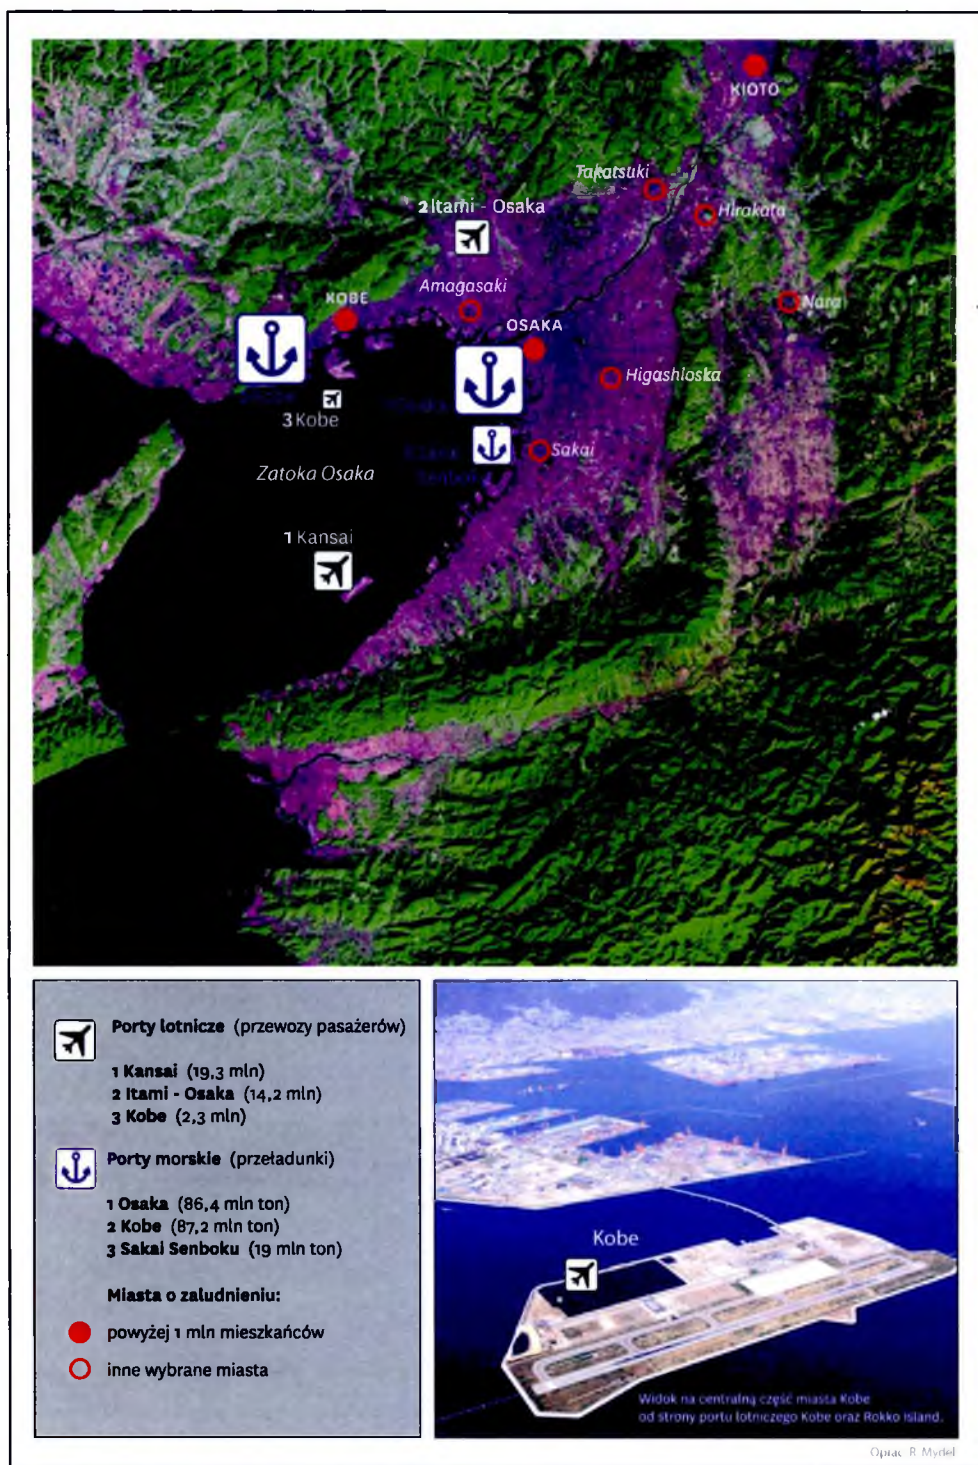 KIOTO
Takatsuki
Hirakata
2 Itami - Osaka
Amagasaki
Nara
KOBE
OSAKA
Higashioska
3 Kobe
Sakai
Zatoka Osaka
1 Kansai
Porty lotnicze (przewozy pasażerów)
1 Kansai (19,3 mln)
2 Itami - Osaka (14,2 mln)
3 Kobe (2,3 mln)
Porty morskie (przeładunki)
1 Osaka (86,4 mln ton)
2 Kobe (87,2 mln ton)
3 Sakai Senboku (19 mln ton)
Miasta o zaludnieniu:
powyżej 1 mln mieszkańców
inne wybrane miasta
Kobe
Widok na centralną część miasta Kobe
od strony portu lotniczego Kobe oraz Rokko Island.
Oprac. R. Mydel